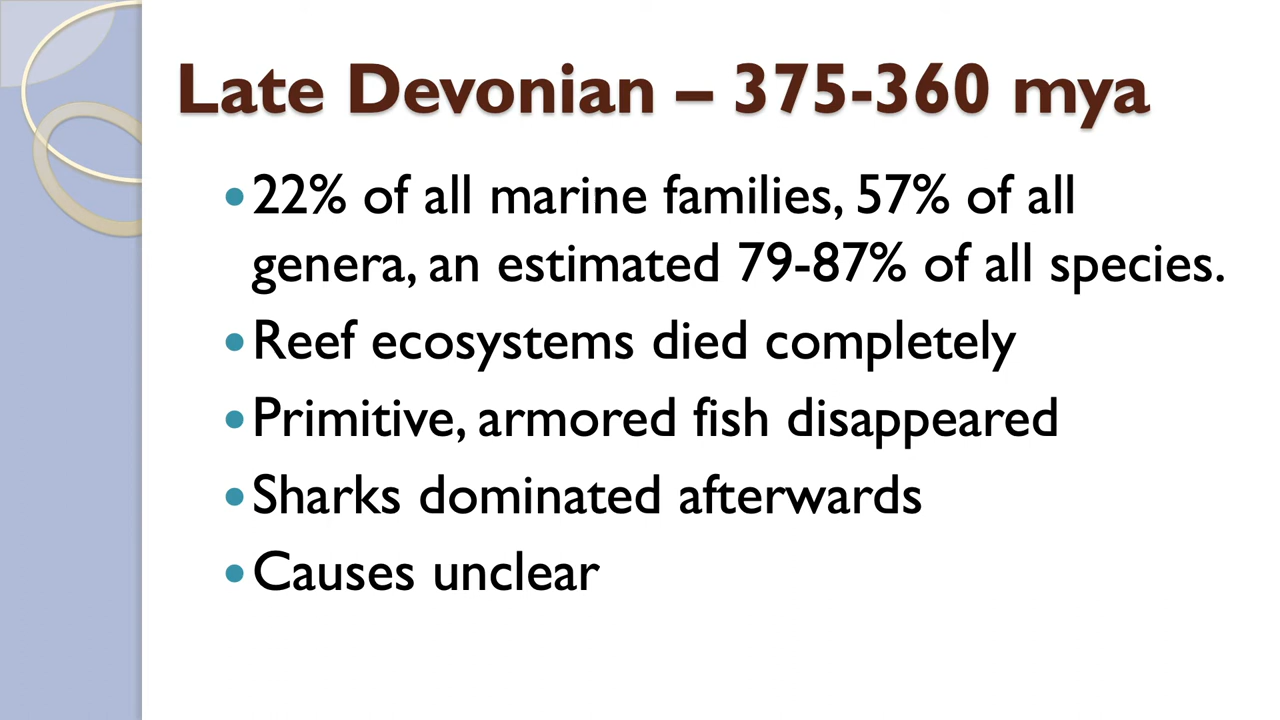 Late Devonian – 375-360 mya
• 22% of all marine families, 57% of all
genera, an estimated 79-87% of all species.
• Reef ecosystems died completely
• Primitive, armored fish disappeared
• Sharks dominated afterwards
• Causes unclear